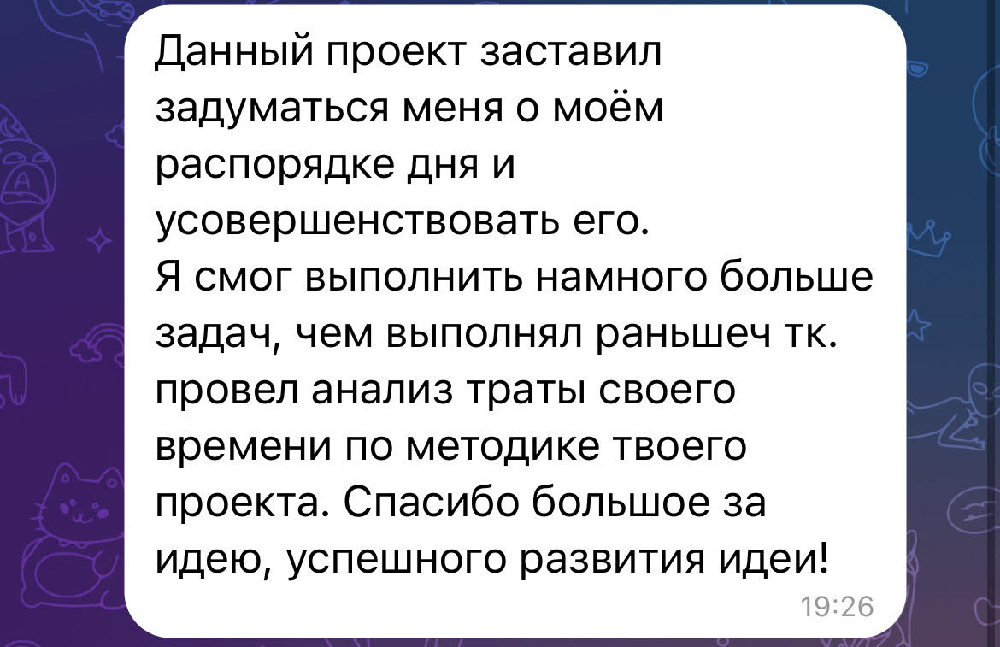 Данный проект заставил
задуматься меня о моём
распорядке дня и
усовершенствовать его.
Я смог выполнить намного больше
задач, чем выполнял раньшеч тк.
провел анализ траты своего
времени по методике твоего
проекта. Спасибо большое за
идею, успешного развития идеи!
19:26